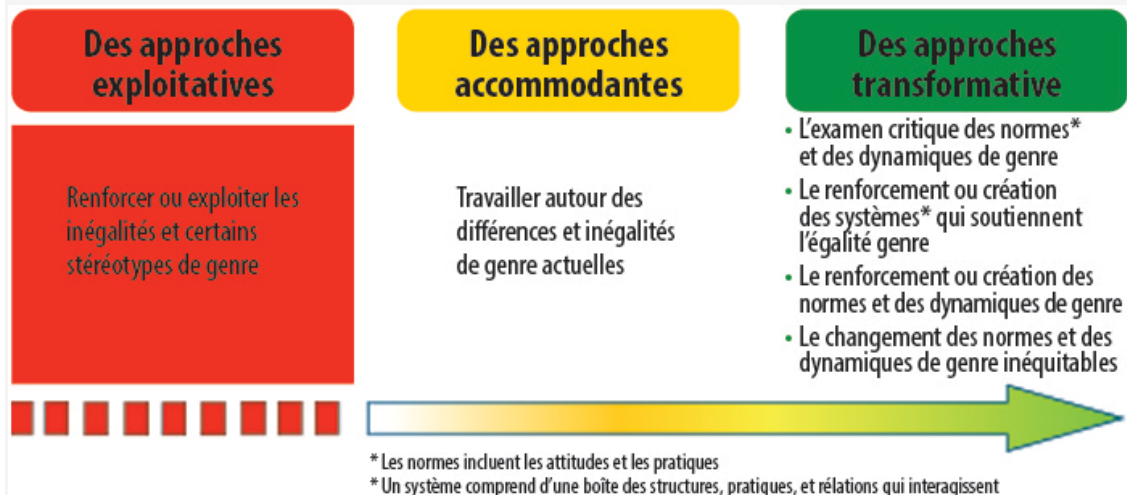 Des approches
exploitatives
Renforcer ou exploiter les
inégalités et certains
stéréotypes de genre
Des approches
accommodantes
Travailler autour des
différences et inégalités
de genre actuelles
Des approches
transformative
• L'examen critique des normes*
et des dynamiques de genre
• Le renforcement ou création
des systèmes* qui soutiennent
l'égalité genre
• Le renforcement ou création des
normes et des dynamiques de genre
• Le changement des normes et des
dynamiques de genre inéquitables
* Les normes incluent les attitudes et les pratiques
* Un système comprend d'une boîte des structures, pratiques, et rélations qui interagissent